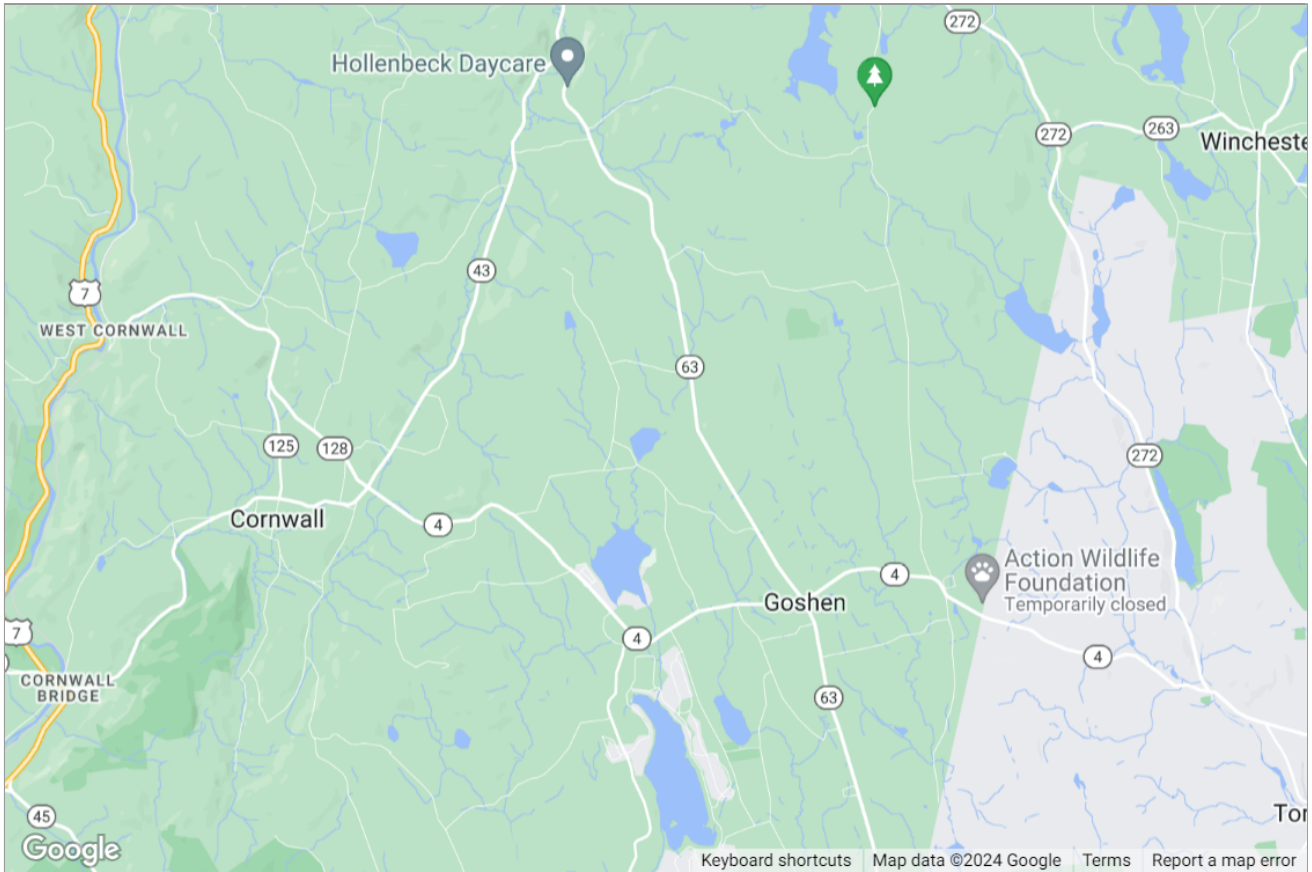 272
Hollenbeck Daycare
272
263
Wincheste
43
7
WEST CORNWALL
63
125
128
272
Cornwall
4
Action Wildlife
Foundation
Temporarily closed
4
Goshen
7
4
4
CORNWALL
BRIDGE
63
45
Tor
Google
Keyboard shortcuts
Map data ©2024 Google
Terms
Report a map error